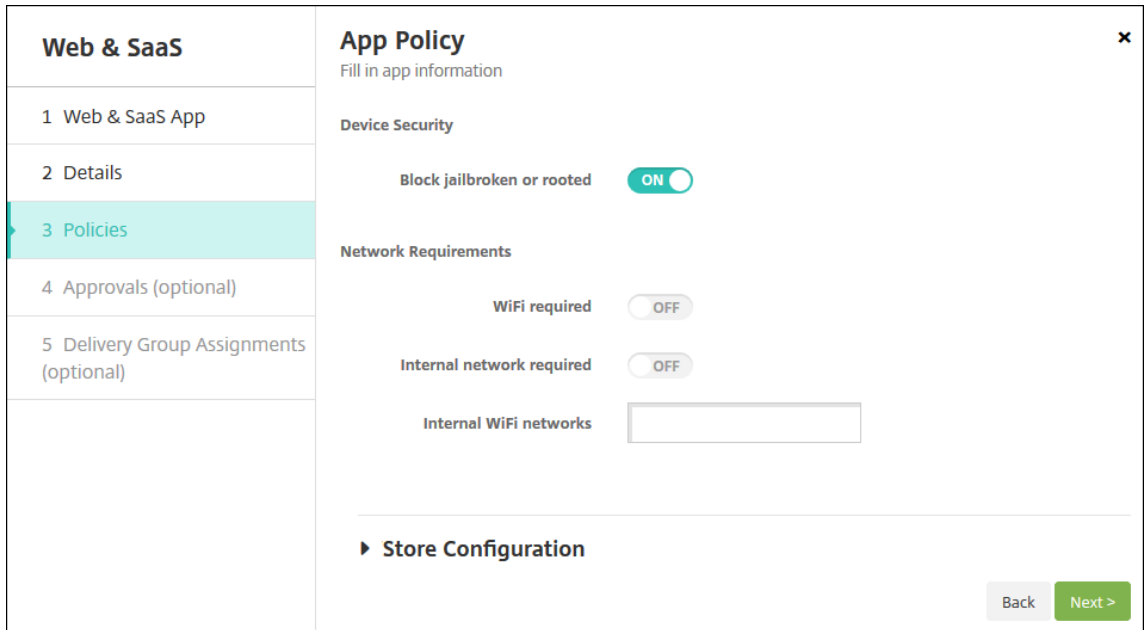 Web & SaaS
1 Web & SaaS App
2 Details
3 Policies
4 Approvals (optional)
5 Delivery Group Assignments
(optional)
App Policy
×
Fill in app information
Device Security
Block jailbroken or rooted ON
Network Requirements
WiFi required OFF
Internal network required OFF
Internal WiFi networks
Store Configuration
Back Next >